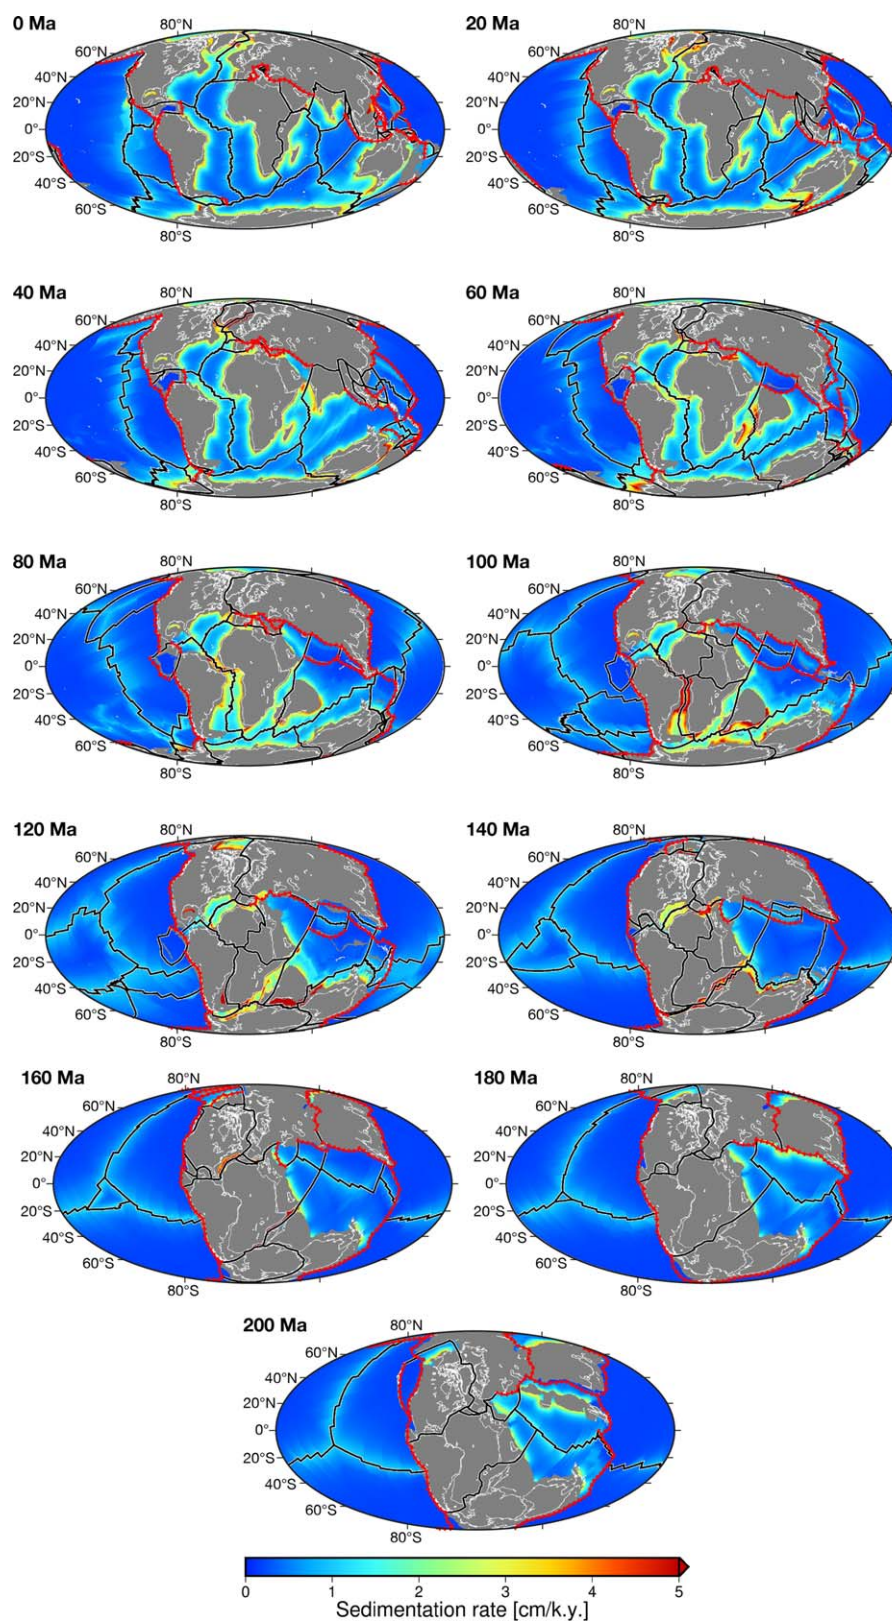 0 Ma
80°N
60°N
40°N
20°N
0°
20°S
40°S
60°S
80°S
20 Ma
80°N
60°N
40°N
20°N
0°
20°S
40°S
60°S
80°S
40 Ma
80°N
60°N
40°N
20°N
0°
20°S
40°S
60°S
80°S
60 Ma
80°N
60°N
40°N
20°N
0°
20°S
40°S
60°S
80°S
80 Ma
80°N
60°N
40°N
20°N
0°
20°S
40°S
60°S
80°S
100 Ma
80°N
60°N
40°N
20°N
0°
20°S
40°S
60°S
80°S
120 Ma
80°N
60°N
40°N
20°N
0°
20°S
40°S
60°S
80°S
140 Ma
80°N
60°N
40°N
20°N
0°
20°S
40°S
60°S
80°S
160 Ma
80°N
60°N
40°N
20°N
0°
20°S
40°S
60°S
80°S
180 Ma
80°N
60°N
40°N
20°N
0°
20°S
40°S
60°S
80°S
200 Ma
80°N
60°N
40°N
20°N
0°
20°S
40°S
60°S
80°S
0 1 2 3 4 5
Sedimentation rate [cm/k.y.]